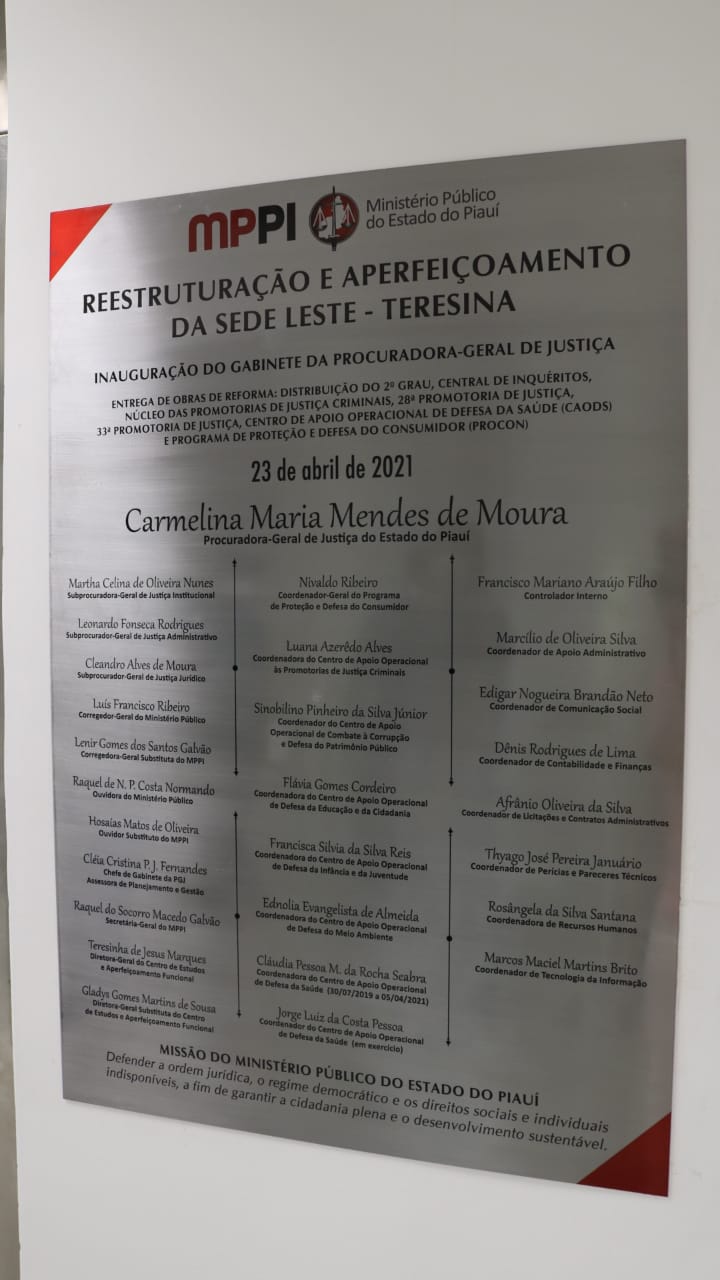 MPPI
Ministério Público
do Estado do Piauí
REESTRUTURAÇÃO E APERFEIÇOAMENTO
DA SEDE LESTE - TERESINA
INAUGURAÇÃO DO GABINETE DA PROCURADORA-GERAL DE JUSTIÇA
ENTREGA DE OBRAS DE REFORMA: DISTRIBUIÇÃO DO 2º GRAU, CENTRAL DE INQUÉRITOS,
NÚCLEO DAS PROMOTORIAS DE JUSTIÇA CRIMINAIS, 28ª PROMOTORIA DE JUSTIÇA,
33ª PROMOTORIA DE JUSTIÇA, CENTRO DE APOIO OPERACIONAL DE DEFESA DA SAÚDE (CAODS)
E PROGRAMA DE PROTEÇÃO E DEFESA DO CONSUMIDOR (PROCON)
23 de abril de 2021
Carmelina Maria Mendes de Moura
Procuradora-Geral de Justiça do Estado do Piauí
Martha Celina de Oliveira Nunes
Subprocuradora-Geral de Justiça Institucional
Leonardo Fonseca Rodrigues
Subprocurador-Geral de Justiça Administrativo
Cleandro Alves de Moura
Subprocurador-Geral de Justiça Jurídico
Luís Francisco Ribeiro
Corregedor-Geral do Ministério Público
Lenir Gomes dos Santos Galvão
Corregedora-Geral Substituta do MPPI
Raquel de N. P. Costa Normando
Ouvidora do Ministério Público
Hosaías Matos de Oliveira
Ouvidor Substituto do MPPI
Cléia Cristina P. J. Fernandes
Chefe de Gabinete da PGJ
Assessora de Planejamento e Gestão
Raquel do Socorro Macedo Galvão
Secretária-Geral do MPPI
Teresinha de Jesus Marques
Diretora-Geral do Centro de Estudos
e Aperfeiçoamento Funcional
Gladys Gomes Martins de Sousa
Diretora-Geral Substituta do Centro
de Estudos e Aperfeiçoamento Funcional
Nivaldo Ribeiro
Coordenador-Geral do Programa
de Proteção e Defesa do Consumidor
Luana Azerêdo Alves
Coordenadora do Centro de Apoio Operacional
às Promotorias de Justiça Criminais
Sinobilino Pinheiro da Silva Júnior
Coordenador do Centro de Apoio
Operacional de Combate à Corrupção
e Defesa do Patrimônio Público
Flávia Gomes Cordeiro
Coordenadora do Centro de Apoio Operacional
de Defesa da Educação e da Cidadania
Francisca Silvia da Silva Reis
Coordenadora do Centro de Apoio Operacional
de Defesa da Infância e da Juventude
Ednolia Evangelista de Almeida
Coordenadora do Centro de Apoio Operacional
de Defesa do Meio Ambiente
Cláudia Pessoa M. da Rocha Seabra
Coordenadora do Centro de Apoio Operacional
de Defesa da Saúde (30/07/2019 a 05/04/2021)
Jorge Luiz da Costa Pessoa
Coordenador do Centro de Apoio Operacional
de Defesa da Saúde (em exercício)
Francisco Mariano Araújo Filho
Controlador Interno
Marcílio de Oliveira Silva
Coordenador de Apoio Administrativo
Edigar Nogueira Brandão Neto
Coordenador de Comunicação Social
Dênis Rodrigues de Lima
Coordenador de Contabilidade e Finanças
Afrânio Oliveira da Silva
Coordenador de Licitações e Contratos Administrativos
Thyago José Pereira Januário
Coordenador de Perícias e Pareceres Técnicos
Rosângela da Silva Santana
Coordenadora de Recursos Humanos
Marcos Maciel Martins Brito
Coordenador de Tecnologia da Informação
MISSÃO DO MINISTÉRIO PÚBLICO DO ESTADO DO PIAUÍ
Defender a ordem jurídica, o regime democrático e os direitos sociais e individuais
indisponíveis, a fim de garantir a cidadania plena e o desenvolvimento sustentável.